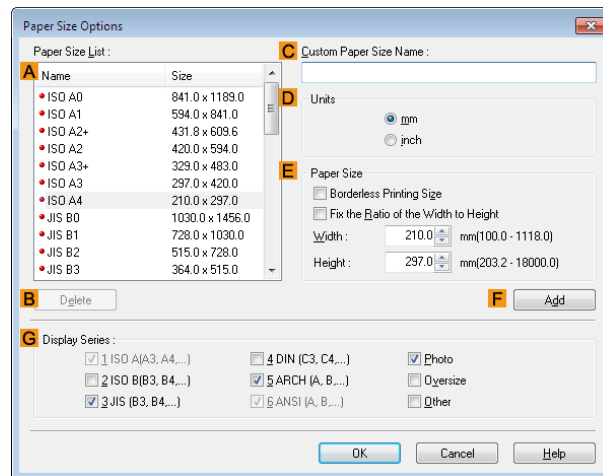 Paper Size Options
Paper Size List :
A
Name Size
ISO A0 841.0 x 1189.0
ISO A1 594.0 x 841.0
ISO A2+ 431.8 x 609.6
ISO A2 420.0 x 594.0
ISO A3+ 329.0 x 483.0
ISO A3 297.0 x 420.0
ISO A4 210.0 x 297.0
JIS B0 1030.0 x 1456.0
JIS B1 728.0 x 1030.0
JIS B2 515.0 x 728.0
JIS B3 364.0 x 515.0
B Delete
C Custom Paper Size Name :
D Units
mm
inch
E Paper Size
Borderless Printing Size
Fix the Ratio of the Width to Height
Width : 210.0 mm(100.0 - 1118.0)
Height : 297.0 mm(203.2 - 18000.0)
F Add
G Display Series :
1 ISO A(A3, A4,...) 4 DIN (C3, C4,...) Photo
2 ISO B(B3, B4,...) 5 ARCH (A, B,...) Oversize
3 JIS (B3, B4,...) 6 ANSI (A, B,...) Other
OK Cancel Help